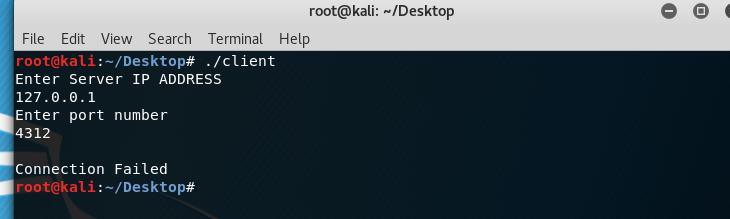 root@kali: ~/Desktop
File Edit View Search Terminal Help
root@kali:~/Desktop# ./client
Enter Server IP ADDRESS
127.0.0.1
Enter port number
4312
Connection Failed
root@kali:~/Desktop#